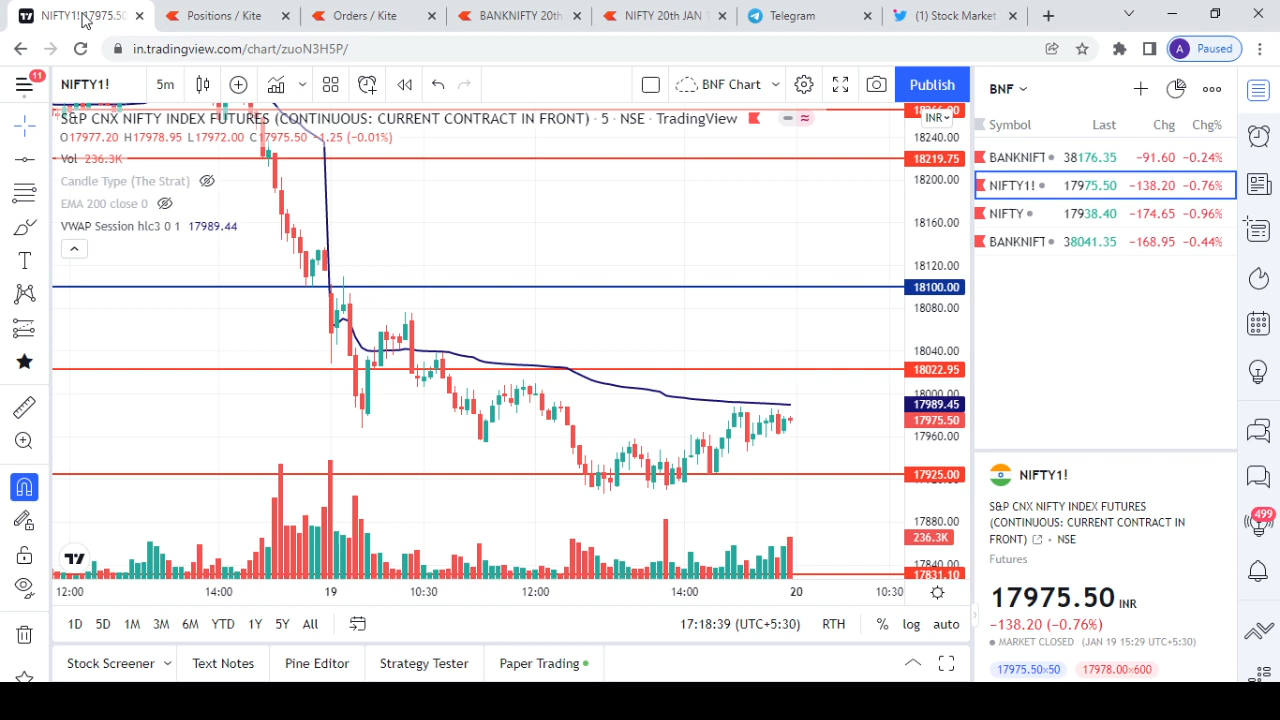 NIFTY1! 17975.50
Positions / Kite
Orders / Kite
BANKNIFTY 20th
NIFTY 20th JAN
Telegram
(1) Stock Market
in.tradingview.com/chart/zuoN3H5P/
A Paused
11
NIFTY1!
5m
BNF Chart
Publish
S&P CNX NIFTY INDEX FUTURES (CONTINUOUS: CURRENT CONTRACT IN FRONT) · 5 · NSE · TradingView
O17977.20 H17978.95 L17972.00 C17975.50 −1.25 (−0.01%)
Vol 236.3K
Candle Type (The Strat)
EMA 200 close 0
VWAP Session hlc3 0 1 17989.44
INR
18240.00
18219.75
18200.00
18160.00
18120.00
18100.00
18080.00
18040.00
18022.95
18000.00
17989.45
17975.50
17960.00
17925.00
17880.00
236.3K
17840.00
17831.10
12:00 14:00 19 10:30 12:00 14:00 20 10:30
1D 5D 1M 3M 6M YTD 1Y 5Y All
17:18:39 (UTC+5:30) RTH % log auto
Stock Screener
Text Notes
Pine Editor
Strategy Tester
Paper Trading
BNF
Symbol Last Chg Chg%
BANKNIFT 38176.35 −91.60 −0.24%
NIFTY1! 17975.50 −138.20 −0.76%
NIFTY 17938.40 −174.65 −0.96%
BANKNIFT 38041.35 −168.95 −0.44%
NIFTY1!
S&P CNX NIFTY INDEX FUTURES
(CONTINUOUS: CURRENT CONTRACT IN
FRONT) • NSE
Futures
17975.50 INR
−138.20 (−0.76%)
MARKET CLOSED (JAN 19 15:29 UTC+5:30)
17975.50×50 17978.00×600
499